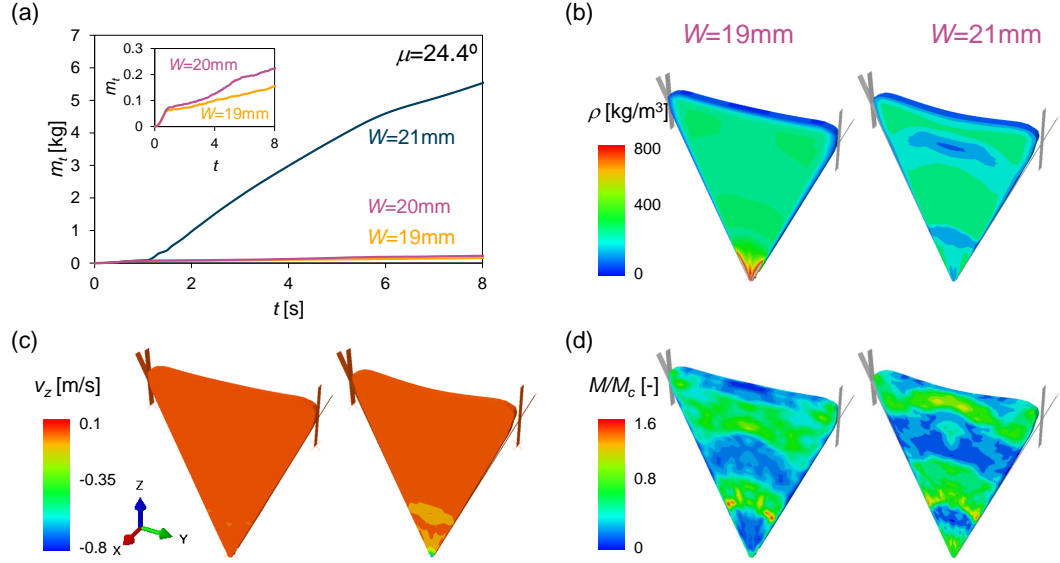 (a)
7
6
5
4
3
2
1
0
m_t [kg]
0
2
4
6
8
t [s]
μ=24.4º
W=21mm
W=20mm
W=19mm
0.3
0.2
0.1
0
m_t
0
4
8
t
W=20mm
W=19mm
(b)
W=19mm
W=21mm
ρ [kg/m³]
800
400
0
(c)
v_z [m/s]
0.1
-0.35
-0.8
Z
Y
X
(d)
M/M_c [-]
1.6
0.8
0